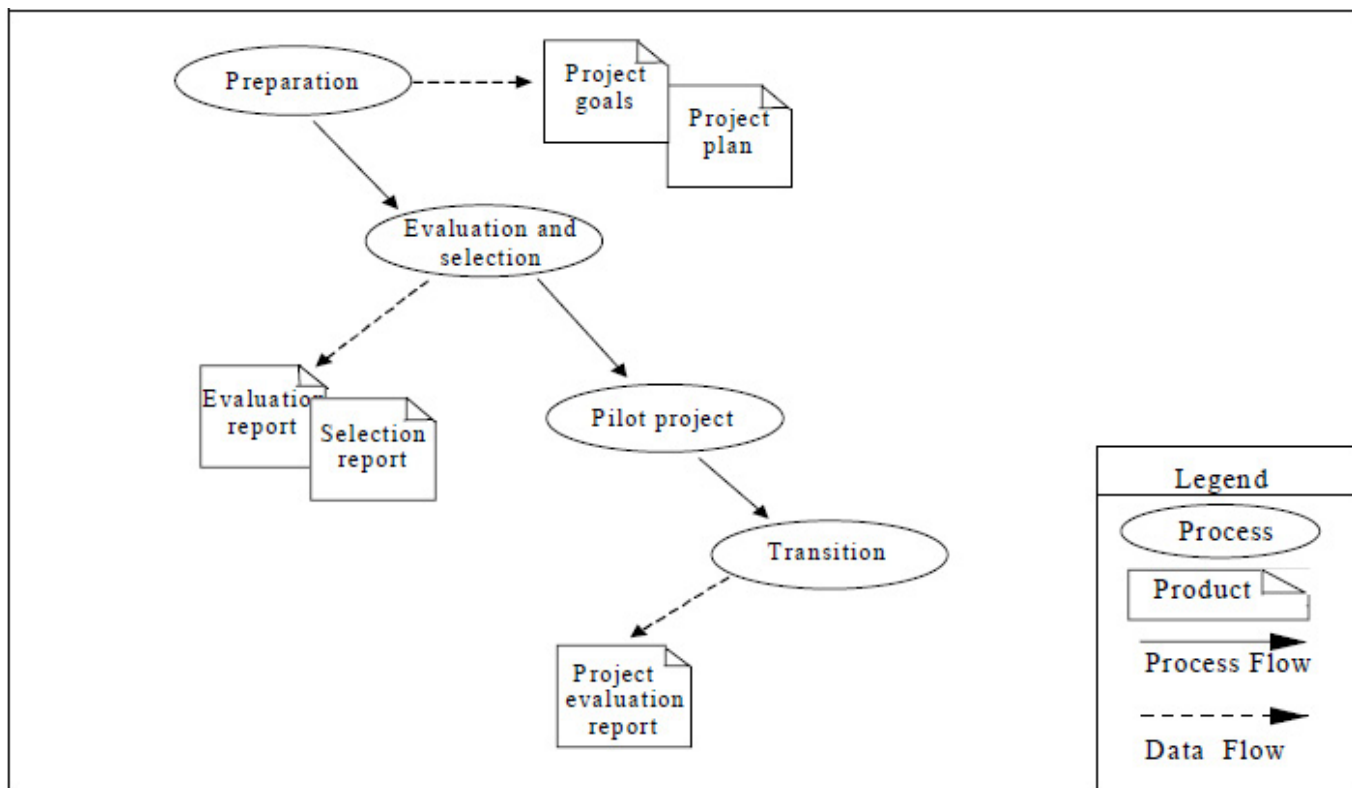 Preparation
Project
goals
Project
plan
Evaluation and
selection
Evaluation
report
Selection
report
Pilot project
Transition
Project
evaluation
report
Legend
Process
Product
Process Flow
Data Flow